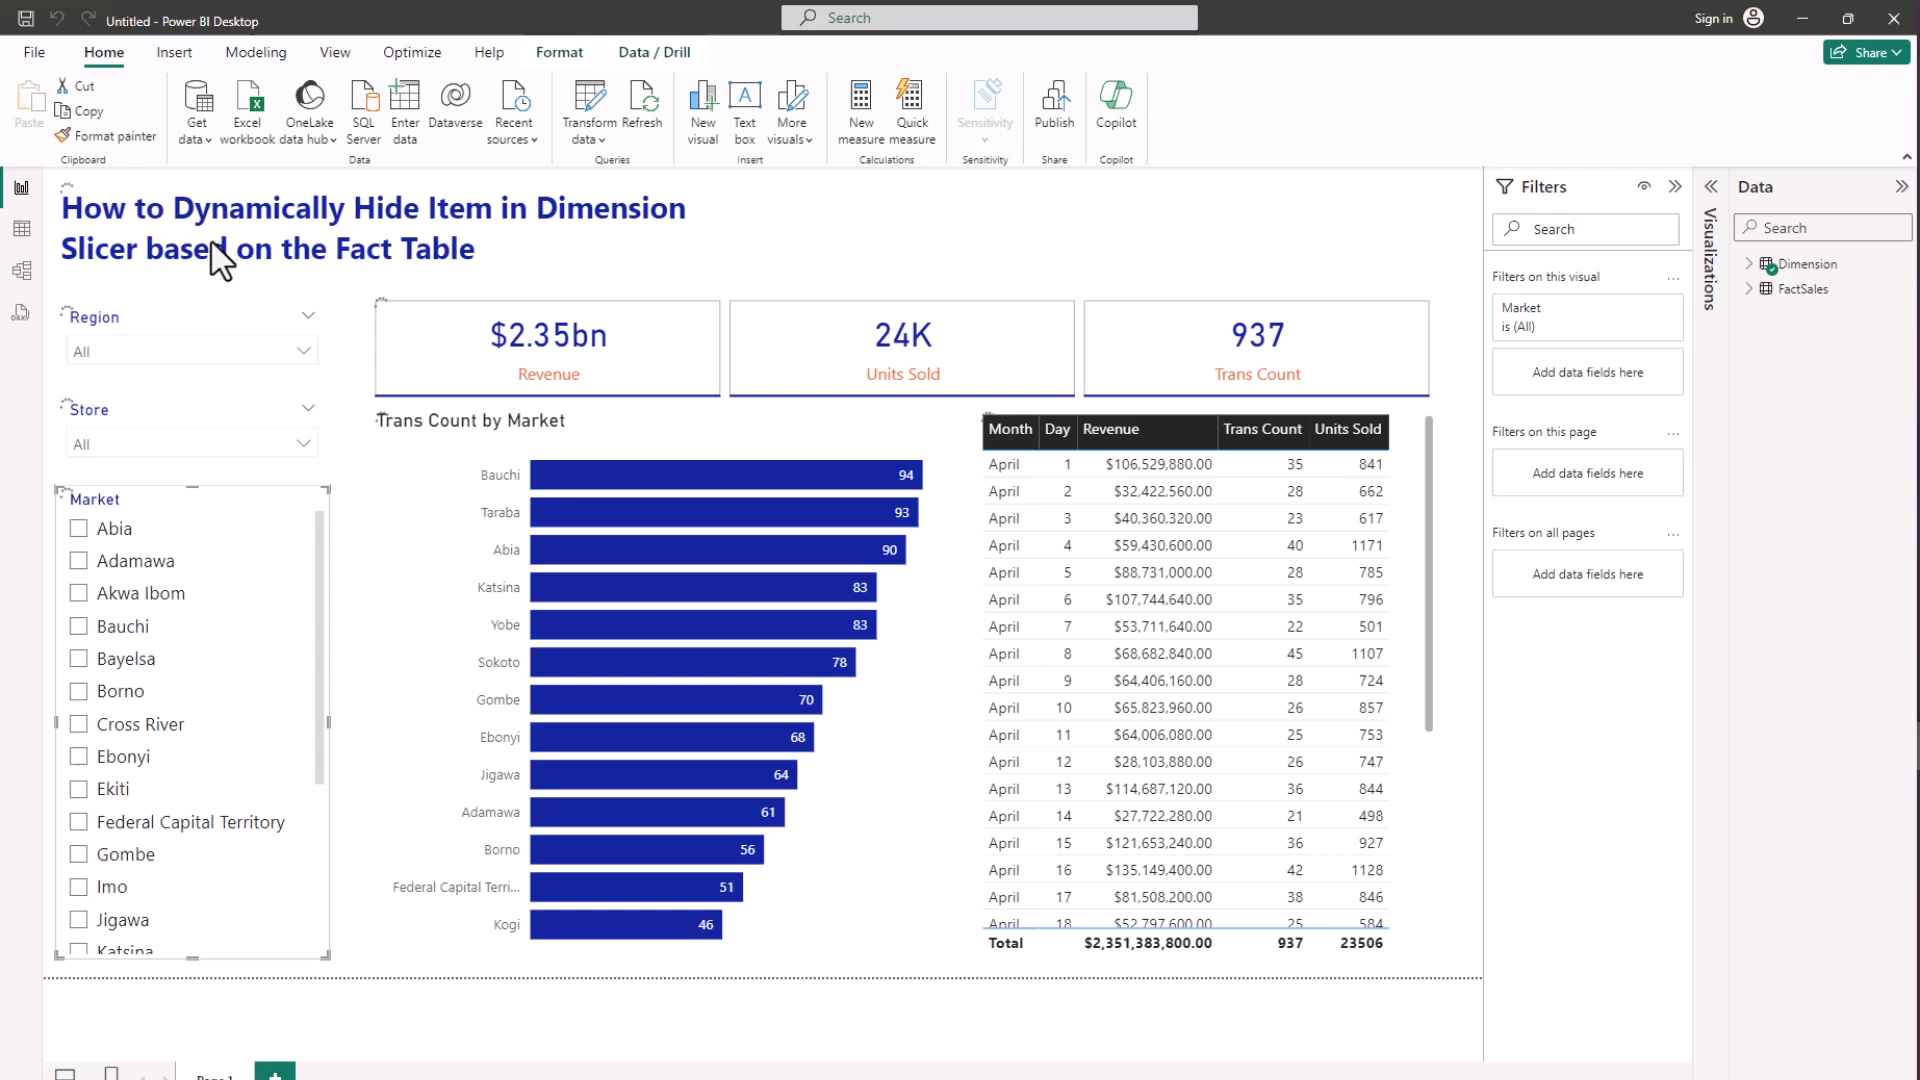 Untitled - Power BI Desktop
Search
Sign in
File
Home
Insert
Modeling
View
Optimize
Help
Format
Data / Drill
Share
Paste
Cut
Copy
Format painter
Clipboard
Get
data
Excel
workbook
OneLake
data hub
SQL
Server
Enter
data
Dataverse
Recent
sources
Data
Transform
data
Refresh
Queries
New
visual
A
Text
box
More
visuals
Insert
New
measure
Quick
measure
Calculations
Sensitivity
Sensitivity
Publish
Share
Copilot
Copilot
How to Dynamically Hide Item in Dimension
Slicer based on the Fact Table
Region
All
Store
All
Market
Abia
Adamawa
Akwa Ibom
Bauchi
Bayelsa
Borno
Cross River
Ebonyi
Ekiti
Federal Capital Territory
Gombe
Imo
Jigawa
Katsina
$2.35bn
Revenue
24K
Units Sold
937
Trans Count
Trans Count by Market
Bauchi 94
Taraba 93
Abia 90
Katsina 83
Yobe 83
Sokoto 78
Gombe 70
Ebonyi 68
Jigawa 64
Adamawa 61
Borno 56
Federal Capital Terri... 51
Kogi 46
Month Day Revenue Trans Count Units Sold
April 1 $106,529,880.00 35 841
April 2 $32,422,560.00 28 662
April 3 $40,360,320.00 23 617
April 4 $59,430,600.00 40 1171
April 5 $88,731,000.00 28 785
April 6 $107,744,640.00 35 796
April 7 $53,711,640.00 22 501
April 8 $68,682,840.00 45 1107
April 9 $64,406,160.00 28 724
April 10 $65,823,960.00 26 857
April 11 $64,006,080.00 25 753
April 12 $28,103,880.00 26 747
April 13 $114,687,120.00 36 844
April 14 $27,722,280.00 21 498
April 15 $121,653,240.00 36 927
April 16 $135,149,400.00 42 1128
April 17 $81,508,200.00 38 846
April 18 $52,797,600.00 25 584
Total $2,351,383,800.00 937 23506
Filters
Search
Filters on this visual ...
Market
is (All)
Add data fields here
Filters on this page ...
Add data fields here
Filters on all pages ...
Add data fields here
Visualizations
Data
Search
Dimension
FactSales
Page 1